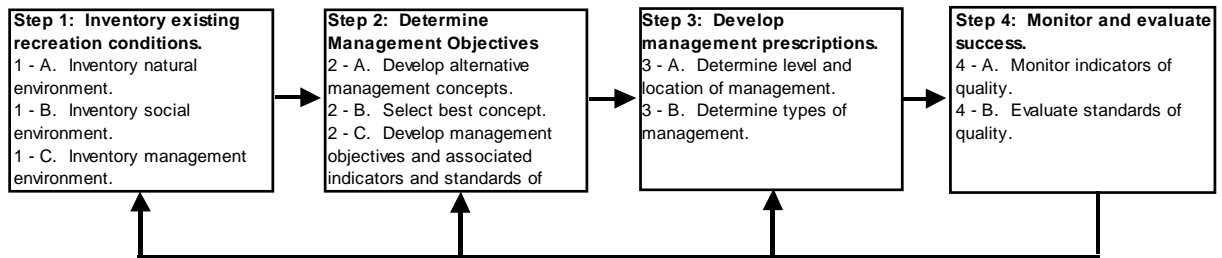 Step 1: Inventory existing
recreation conditions.
1 - A. Inventory natural
environment.
1 - B. Inventory social
environment.
1 - C. Inventory management
environment.
Step 2: Determine
Management Objectives
2 - A. Develop alternative
management concepts.
2 - B. Select best concept.
2 - C. Develop management
objectives and associated
indicators and standards of
Step 3: Develop
management prescriptions.
3 - A. Determine level and
location of management.
3 - B. Determine types of
management.
Step 4: Monitor and evaluate
success.
4 - A. Monitor indicators of
quality.
4 - B. Evaluate standards of
quality.